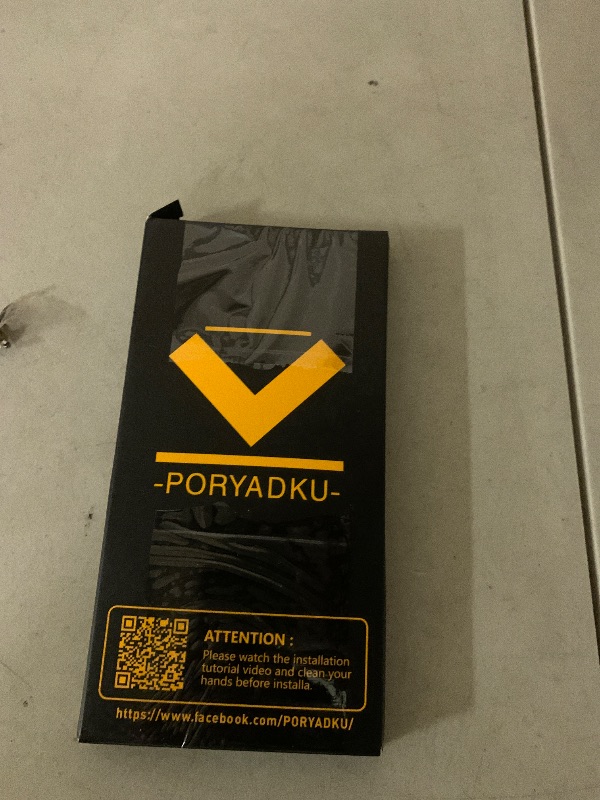 -PORYADKU-
ATTENTION :
Please watch the installation
tutorial video and clean your
hands before installa.
https://www.facebook.com/PORYADKU/